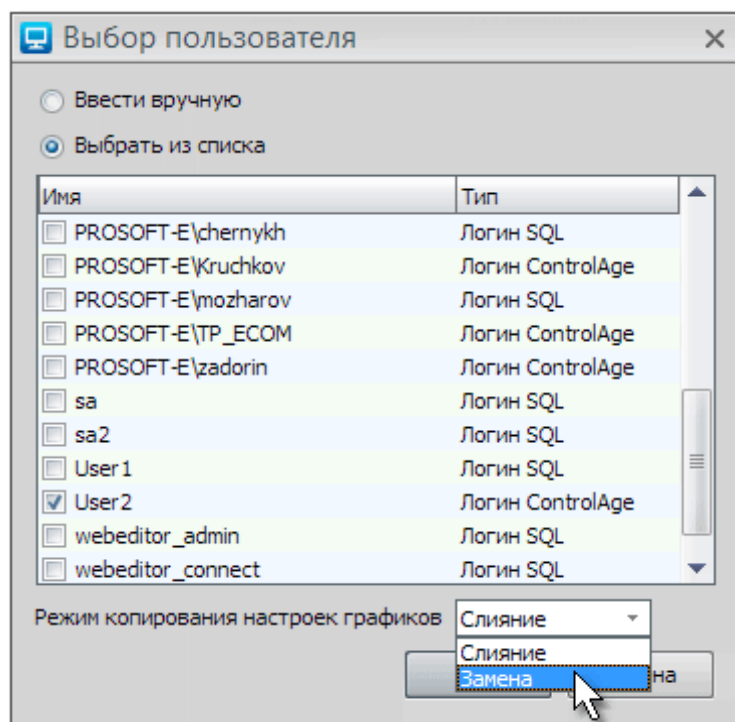 Выбор пользователя
Ввести вручную
Выбрать из списка
Имя Тип
PROSOFT-E\chernykh Логин SQL
PROSOFT-E\Kruchkov Логин ControlAge
PROSOFT-E\mozharov Логин SQL
PROSOFT-E\TP_ECOM Логин ControlAge
PROSOFT-E\zadorin Логин ControlAge
sa Логин SQL
sa2 Логин SQL
User1 Логин SQL
User2 Логин ControlAge
webeditor_admin Логин SQL
webeditor_connect Логин SQL
Режим копирования настроек графиков Слияние
Слияние
Замена на